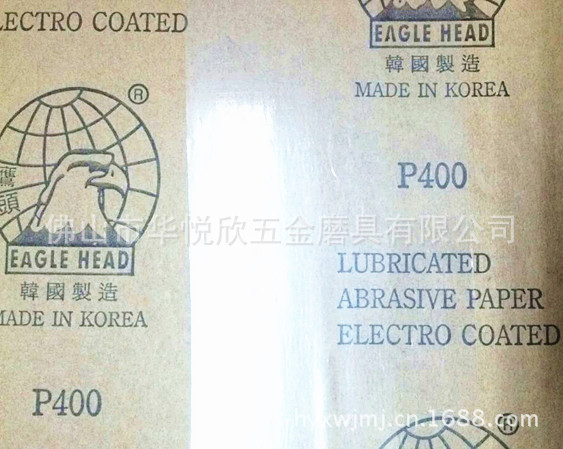 LECTRO COATED
EAGLE HEAD
韓國製造
MADE IN KOREA
®
鷹頭
EAGLE HEAD
韓國製造
MADE IN KOREA
P400
P400
LUBRICATED
ABRASIVE PAPER
ELECTRO COATED
佛山市华悦欣五金磨具有限公司
hyxwjmj.cn.1688.com
®